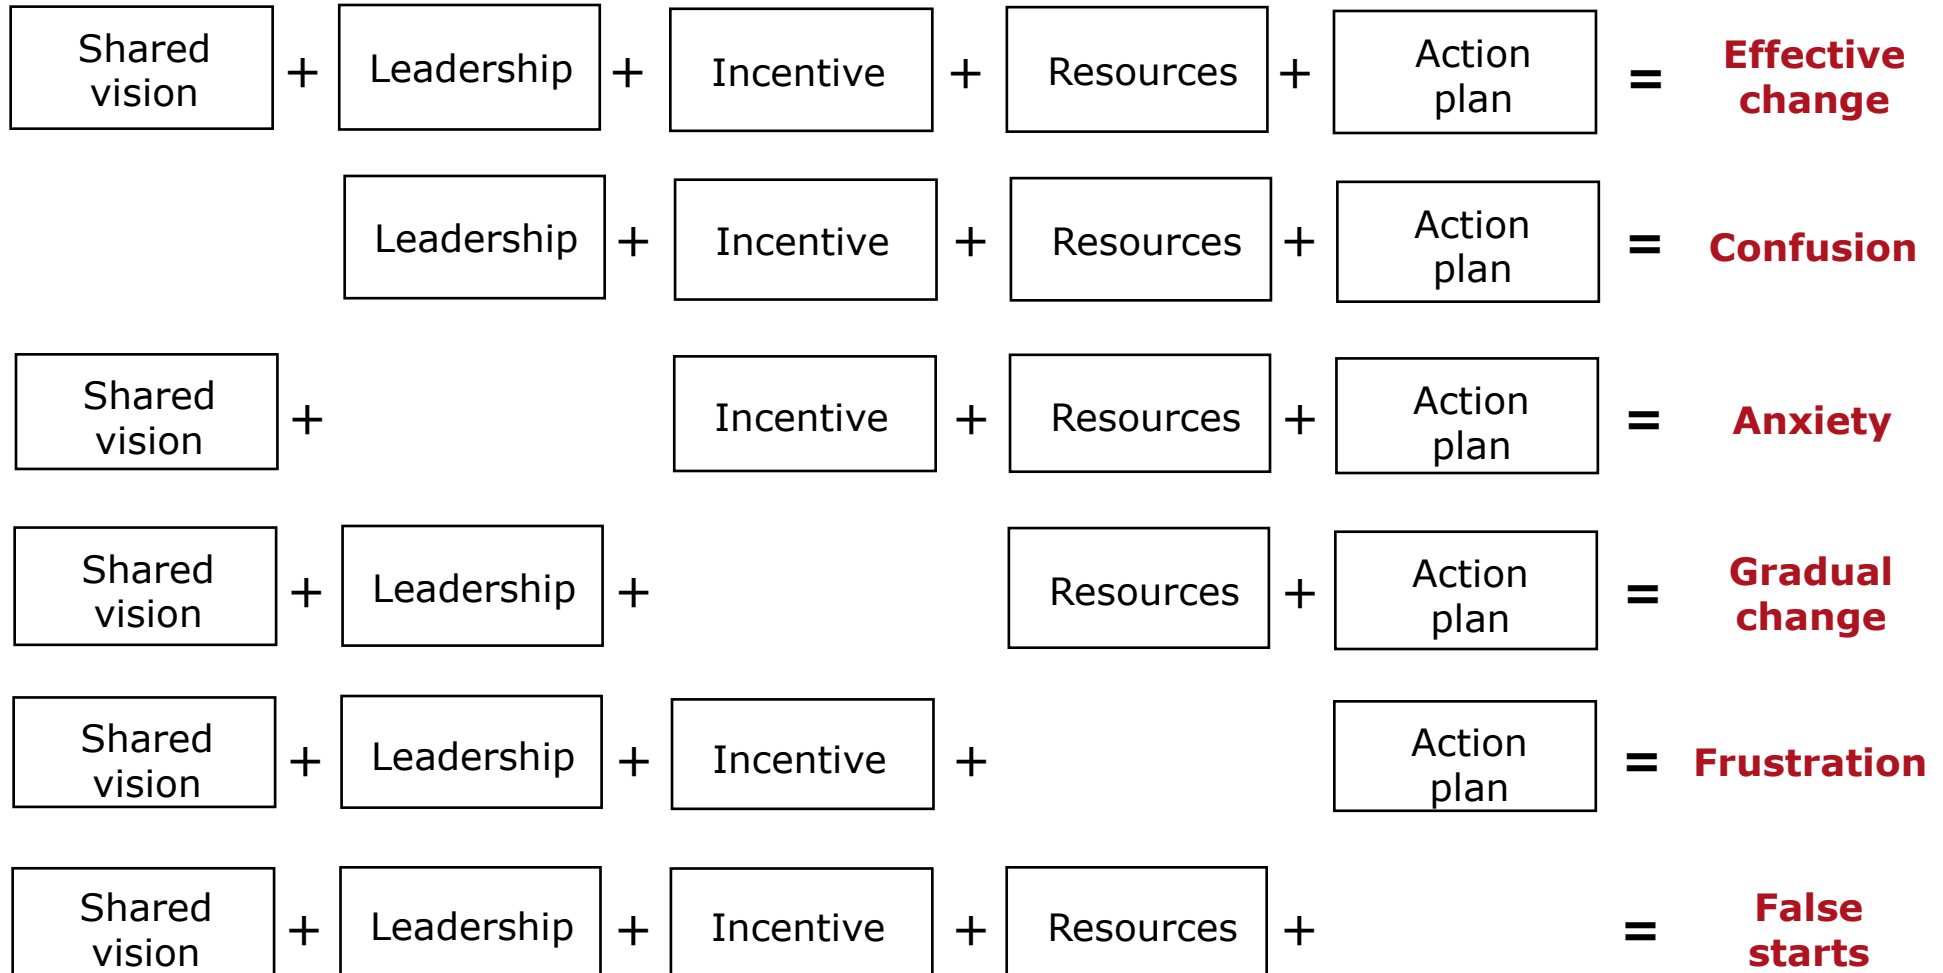 Shared vision + Leadership + Incentive + Resources + Action plan = Effective change
Leadership + Incentive + Resources + Action plan = Confusion
Shared vision + Incentive + Resources + Action plan = Anxiety
Shared vision + Leadership + Resources + Action plan = Gradual change
Shared vision + Leadership + Incentive + Action plan = Frustration
Shared vision + Leadership + Incentive + Resources + = False starts